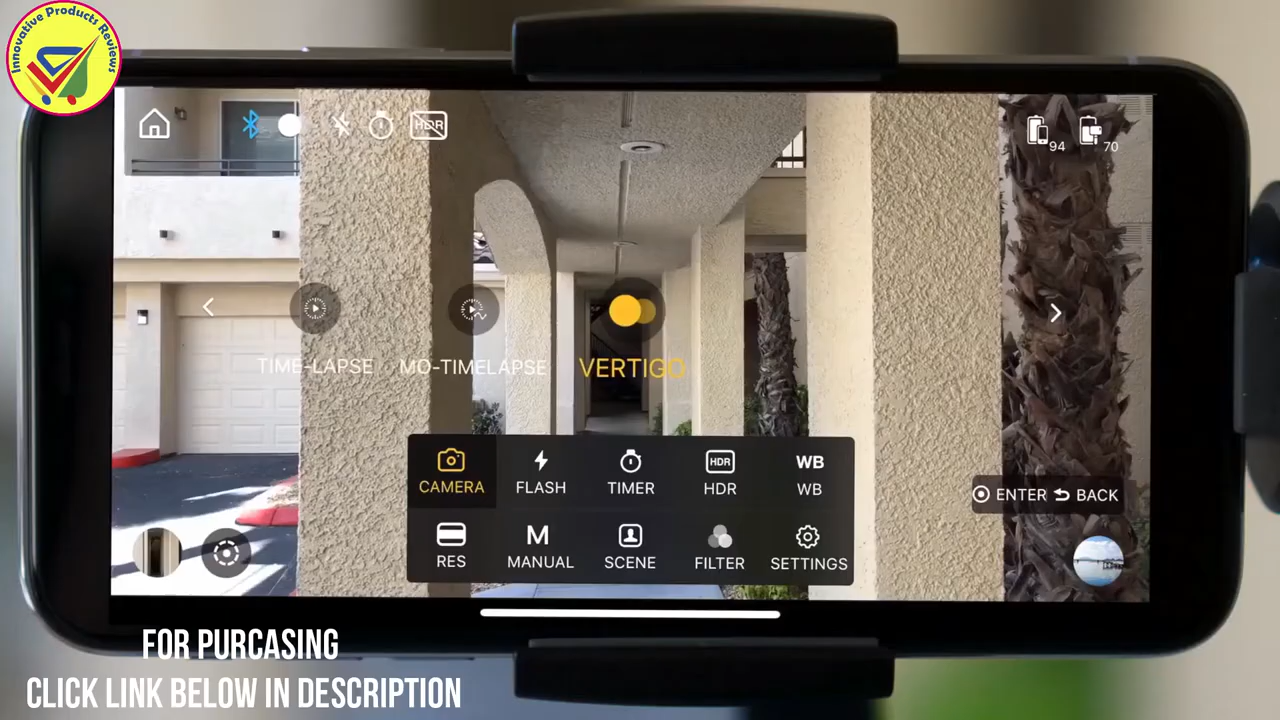 Innovative Products Reviews
HDR
94
70
TIME-LAPSE
MO-TIMELAPSE
VERTIGO
CAMERA
FLASH
TIMER
HDR
HDR
WB
WB
ENTER
BACK
RES
M
MANUAL
SCENE
FILTER
SETTINGS
FOR PURCASING
CLICK LINK BELOW IN DESCRIPTION